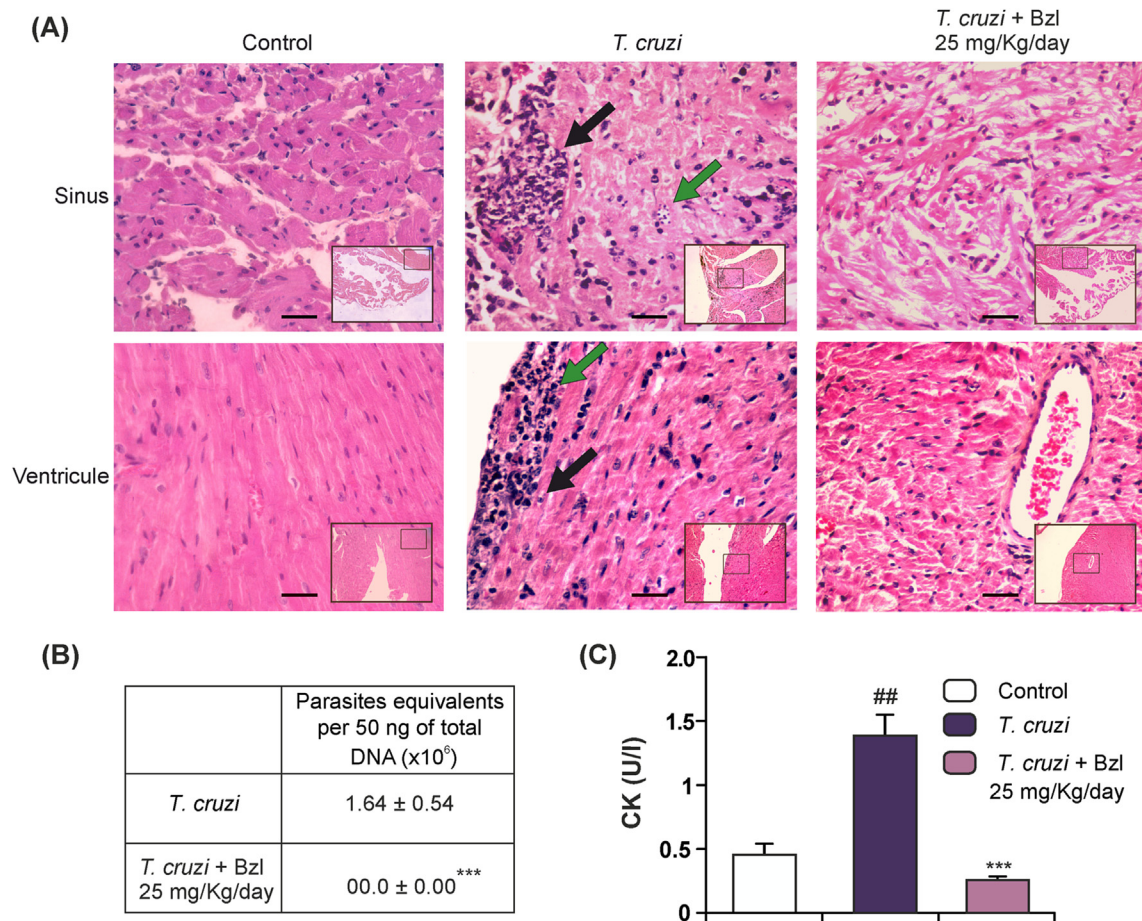 (A)
Control
T. cruzi
T. cruzi + Bzl
25 mg/Kg/day
Sinus
Ventricule
(B)
Parasites equivalents
per 50 ng of total
DNA (x10⁶)
T. cruzi
1.64 ± 0.54
T. cruzi + Bzl
25 mg/Kg/day
00.0 ± 0.00***
(C)
CK (U/l)
2.0
1.5
1.0
0.5
0
##
***
Control
T. cruzi
T. cruzi + Bzl
25 mg/Kg/day